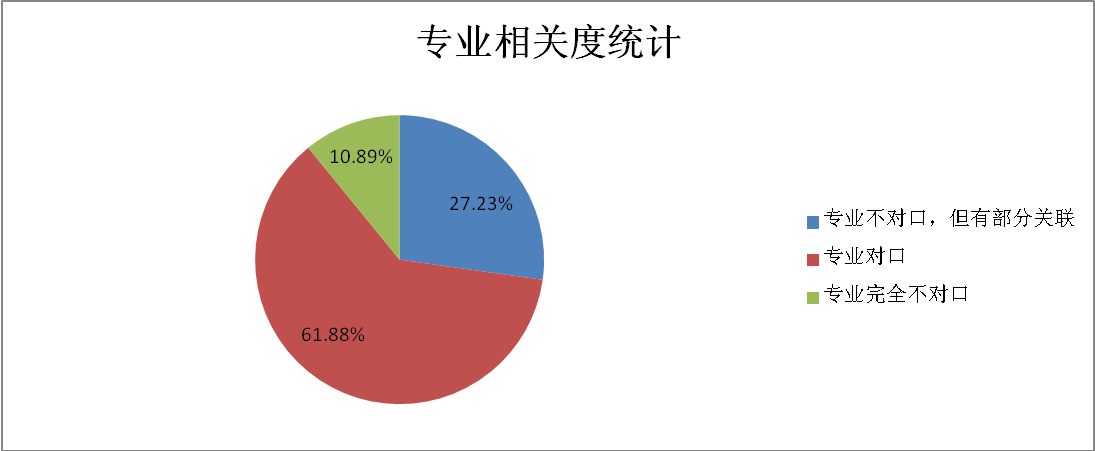 专业相关度统计
10.89%
27.23%
61.88%
专业不对口，但有部分关联
专业对口
专业完全不对口